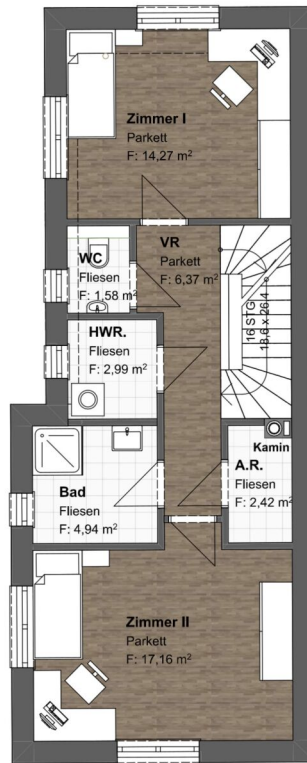 Zimmer I
Parkett
F: 14,27 m²
VR
Parkett
F: 6,37 m²
WC
Fliesen
F: 1,58 m²
16 STG
18,6 x 26,4
HWR.
Fliesen
F: 2,99 m²
Kamin
A.R.
Fliesen
F: 2,42 m²
Bad
Fliesen
F: 4,94 m²
Zimmer II
Parkett
F: 17,16 m²